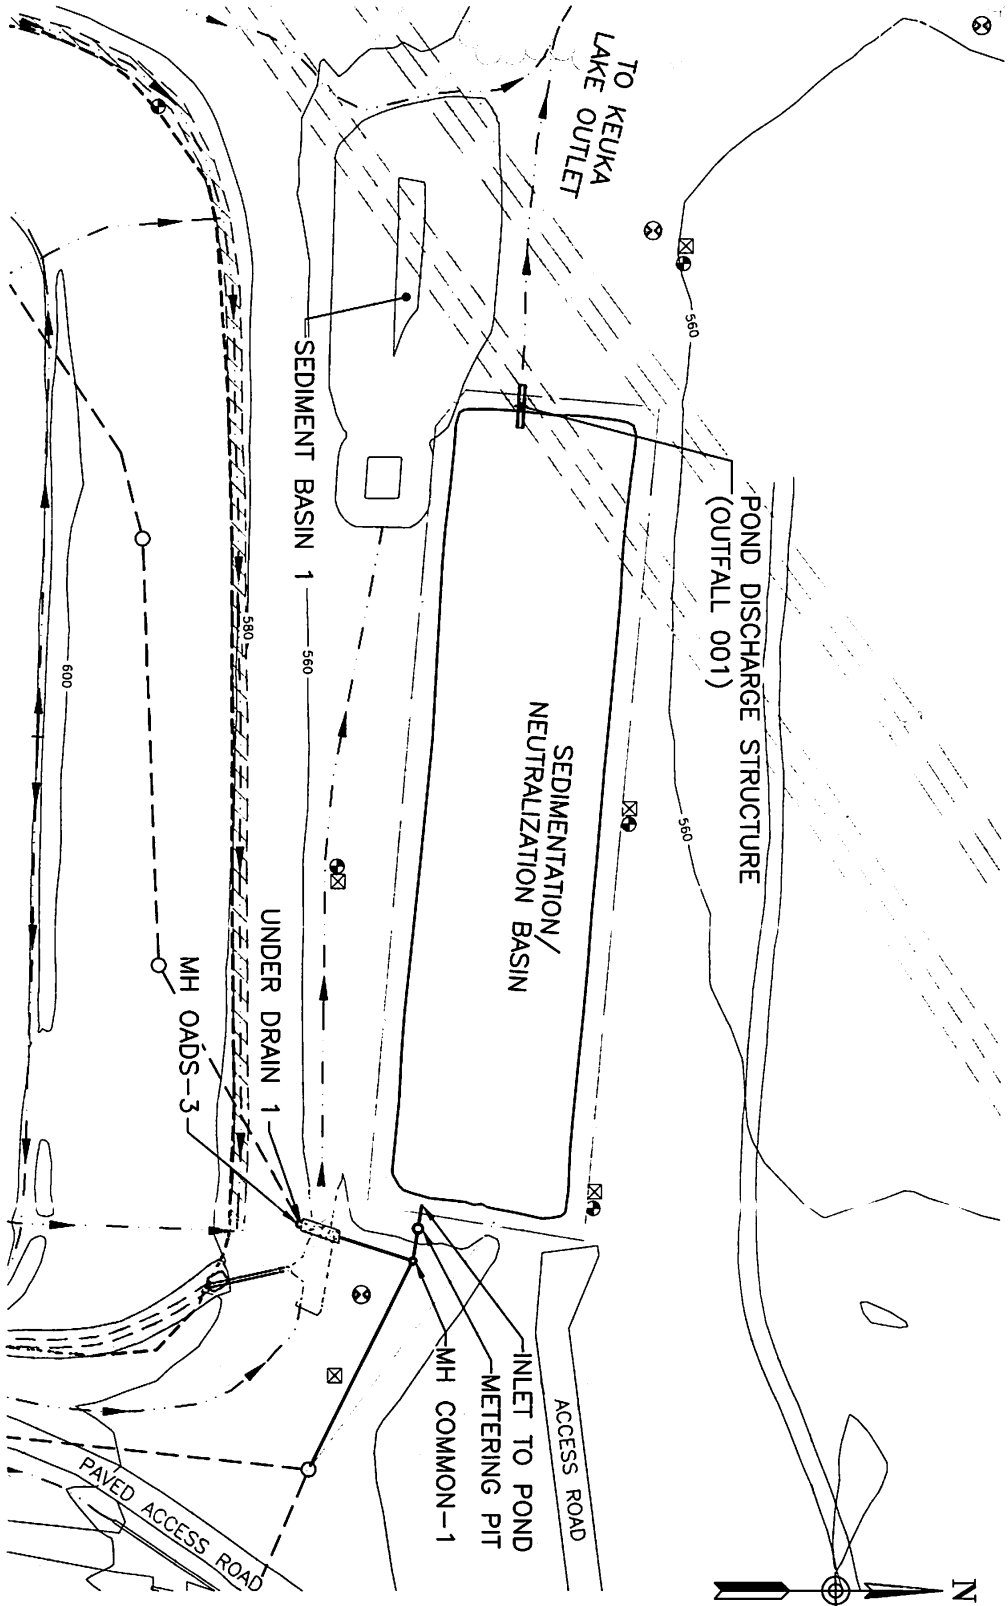 N
TO KEUKA
LAKE OUTLET
560
POND DISCHARGE STRUCTURE
(OUTFALL 001)
560
SEDIMENTATION/
NEUTRALIZATION BASIN
ACCESS ROAD
INLET TO POND
METERING PIT
MH COMMON-1
SEDIMENT BASIN 1
560
UNDER DRAIN 1
580
MH OADS-3
600
PAVED ACCESS ROAD